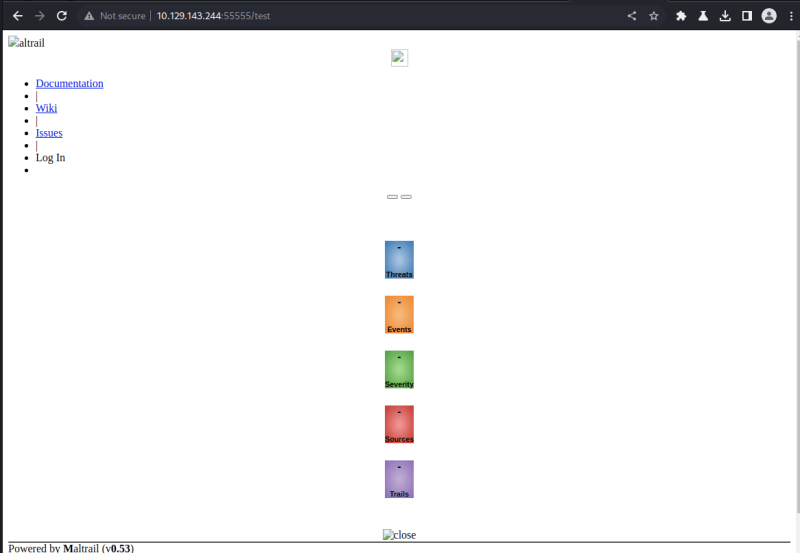 Not secure | 10.129.143.244:55555/test
altrail
Documentation
|
Wiki
|
Issues
|
Log In
-
Threats
-
Events
-
Severity
-
Sources
-
Trails
close
Powered by Maltrail (v0.53)